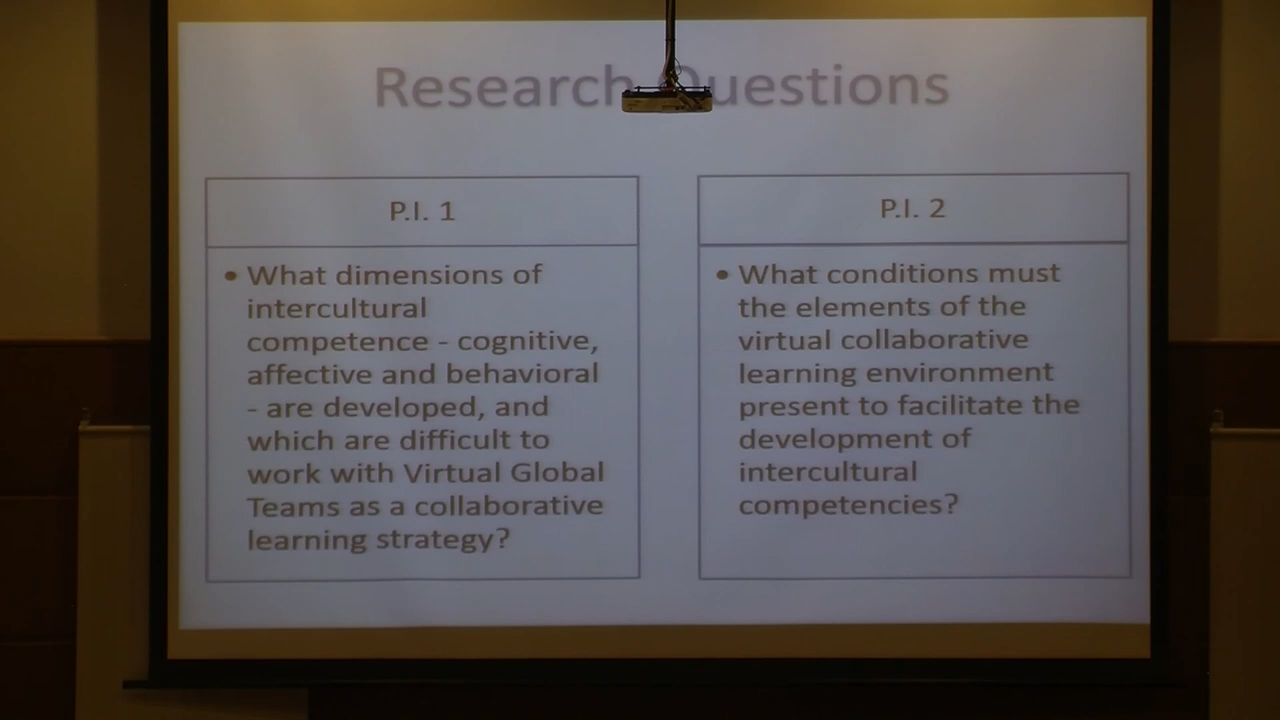 Research Questions
P.I. 1
• What dimensions of
intercultural
competence - cognitive,
affective and behavioral
- are developed, and
which are difficult to
work with Virtual Global
Teams as a collaborative
learning strategy?
P.I. 2
• What conditions must
the elements of the
virtual collaborative
learning environment
present to facilitate the
development of
intercultural
competencies?